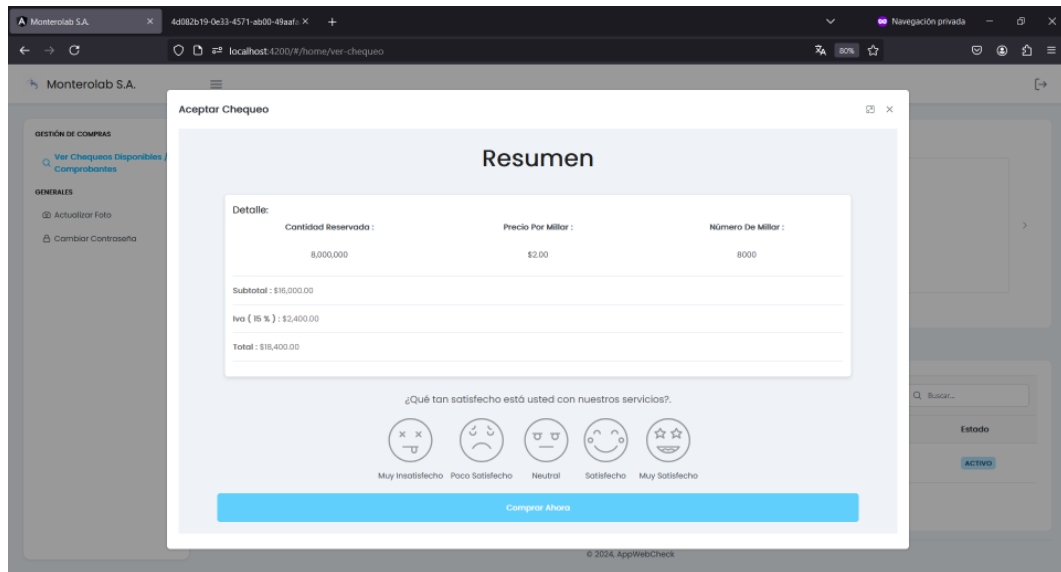 Monterolab S.A.
4d082b19-0e33-4571-ab00-49aafa
Navegación privada
localhost:4200/#/home/ver-chequeo
80%
Monterolab S.A.
GESTIÓN DE COMPRAS
Ver Chequeos Disponibles /
Comprobantes
GENERALES
Actualizar Foto
Cambiar Contraseña
Aceptar Chequeo
Resumen
Detalle:
Cantidad Reservada : Precio Por Millar : Número De Millar :
8,000,000 $2.00 8000
Subtotal : $16,000.00
Iva ( 15 % ) : $2,400.00
Total : $18,400.00
¿Qué tan satisfecho está usted con nuestros servicios?.
Muy Insatisfecho Poco Satisfecho Neutral Satisfecho Muy Satisfecho
Comprar Ahora
Buscar...
Estado
ACTIVO
© 2024, AppWebCheck